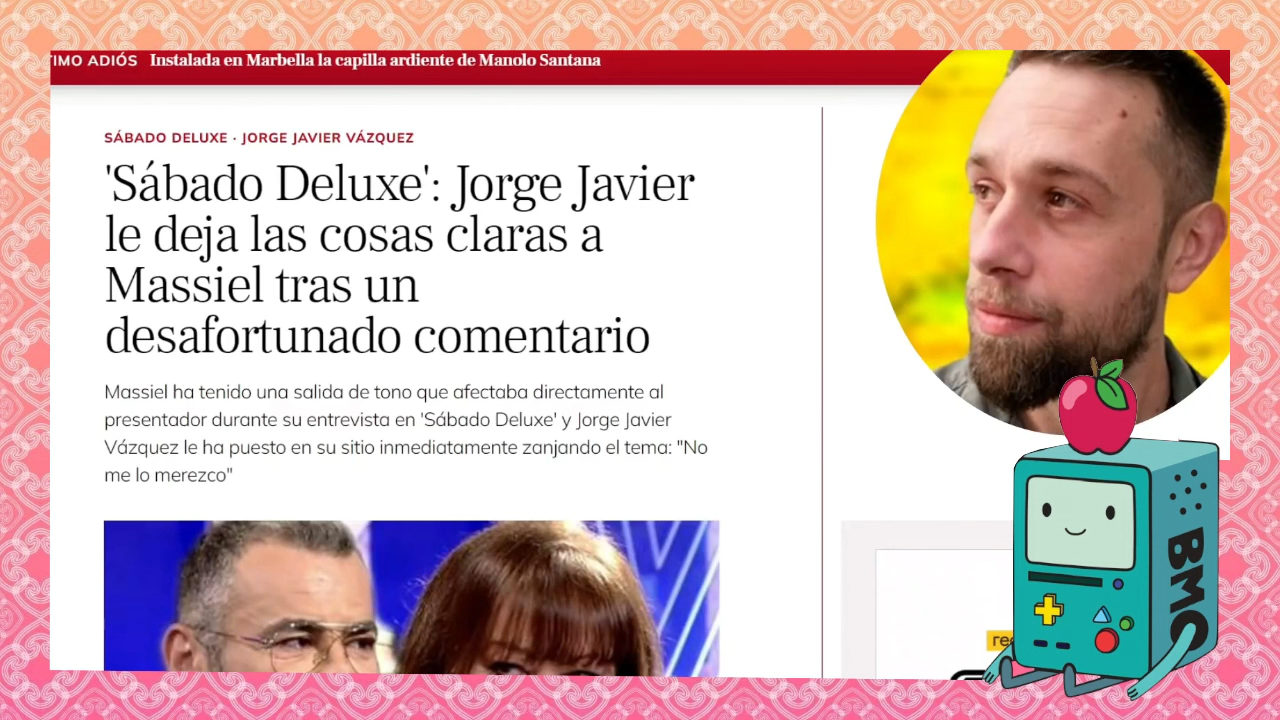 TIMO ADIÓS Instalada en Marbella la capilla ardiente de Manolo Santana
SÁBADO DELUXE · JORGE JAVIER VÁZQUEZ
'Sábado Deluxe': Jorge Javier
le deja las cosas claras a
Massiel tras un
desafortunado comentario
Massiel ha tenido una salida de tono que afectaba directamente al
presentador durante su entrevista en 'Sábado Deluxe' y Jorge Javier
Vázquez le ha puesto en su sitio inmediatamente zanjando el tema: "No
me lo merezco"
BMO